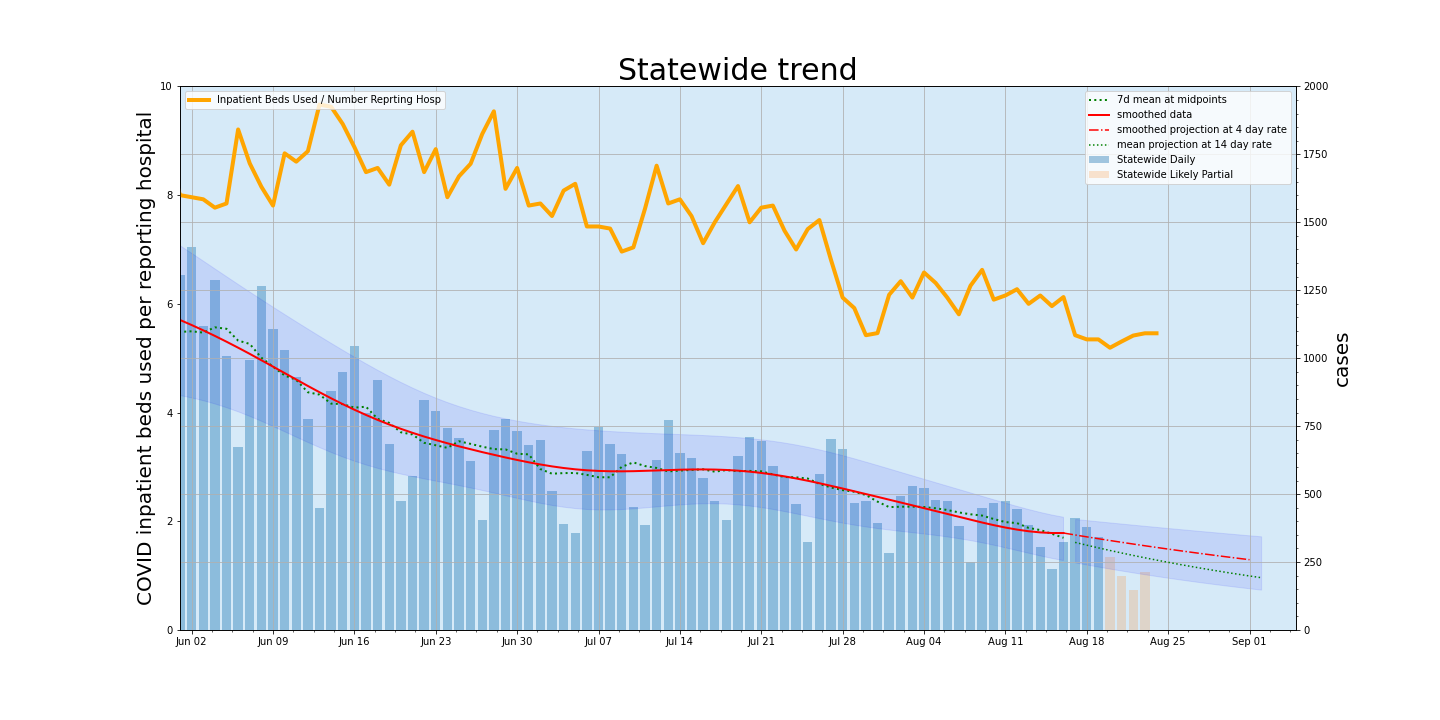 Statewide trend
Inpatient Beds Used / Number Reprting Hosp
7d mean at midpoints
smoothed data
smoothed projection at 4 day rate
mean projection at 14 day rate
Statewide Daily
Statewide Likely Partial
COVID inpatient beds used per reporting hospital
10
8
6
4
2
0
cases
2000
1750
1500
1250
1000
750
500
250
0
Jun 02 Jun 09 Jun 16 Jun 23 Jun 30 Jul 07 Jul 14 Jul 21 Jul 28 Aug 04 Aug 11 Aug 18 Aug 25 Sep 01